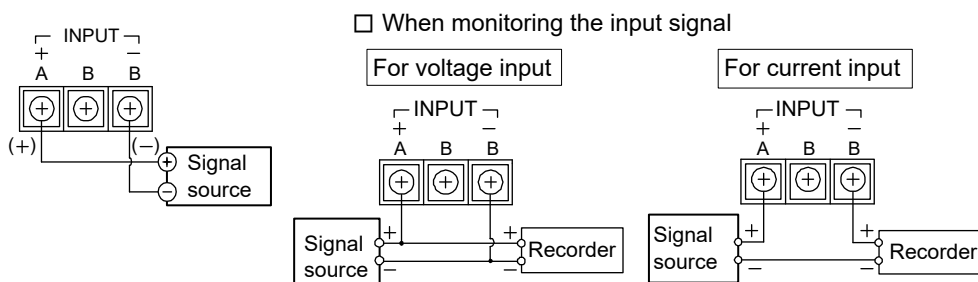 INPUT
+ −
A B B
(+) (−)
+ Signal
− source
□ When monitoring the input signal
For voltage input
INPUT
+ −
A B B
Signal + + Recorder
source − −
For current input
INPUT
+ −
A B B
Signal + + Recorder
source − −